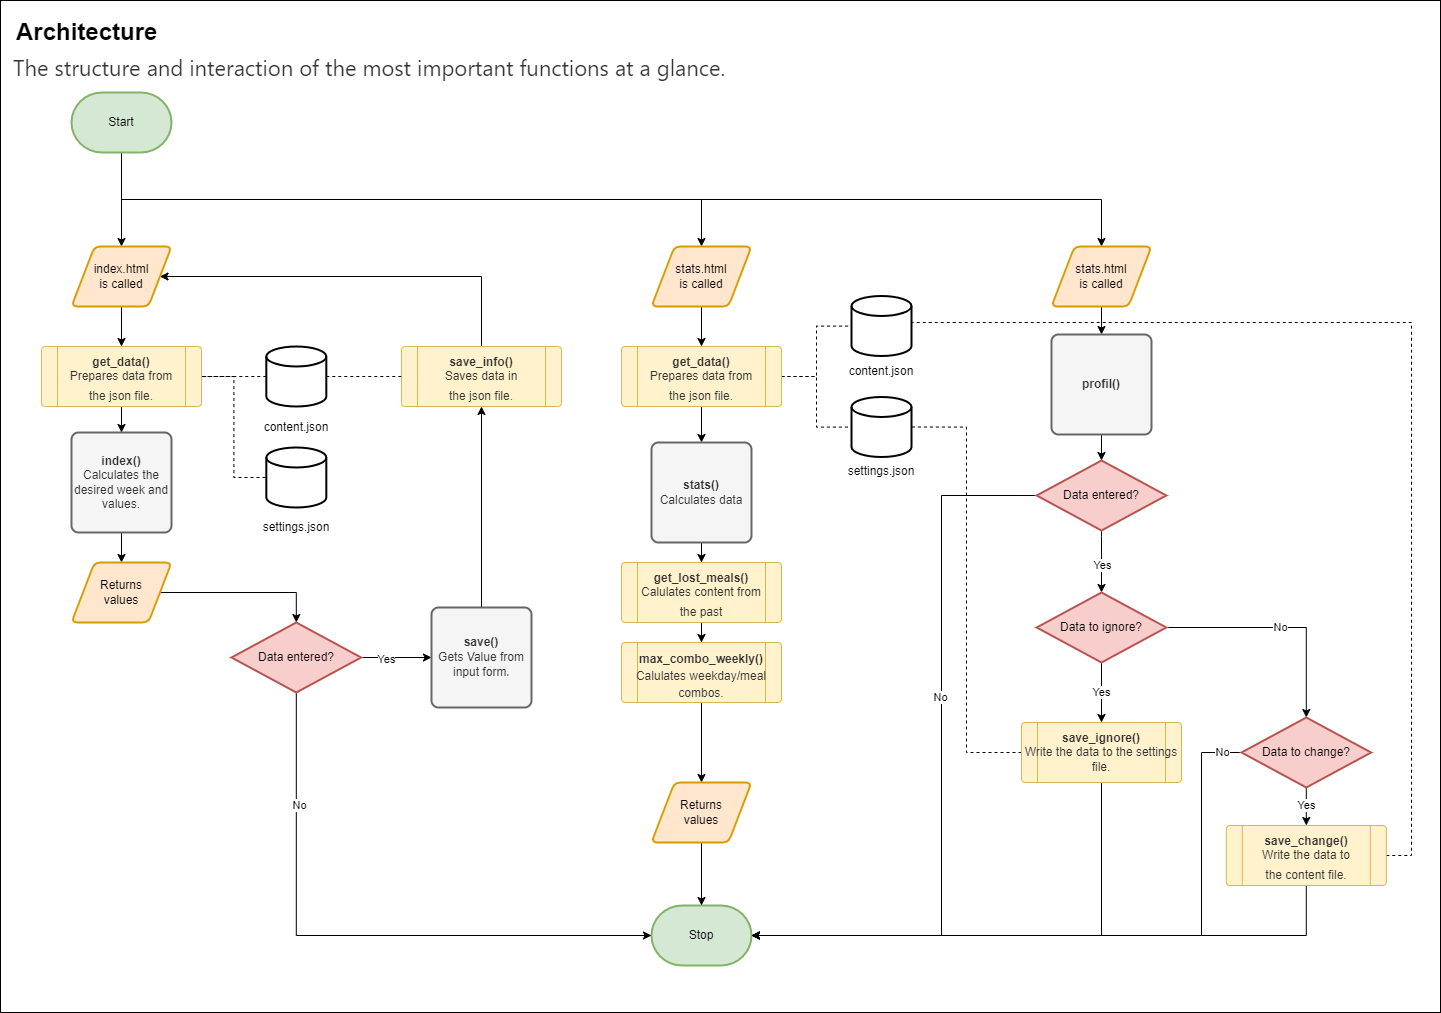 Architecture
The structure and interaction of the most important functions at a glance.
Start
index.html
is called
get_data()
Prepares data from
the json file.
content.json
settings.json
save_info()
Saves data in
the json file.
index()
Calculates the
desired week and
values.
Returns
values
Data entered?
Yes
save()
Gets Value from
input form.
No
stats.html
is called
get_data()
Prepares data from
the json file.
content.json
settings.json
stats()
Calculates data
get_lost_meals()
Calulates content from
the past
max_combo_weekly()
Calulates weekday/meal
combos.
Returns
values
Stop
stats.html
is called
profil()
Data entered?
No
Yes
Data to ignore?
No
Yes
save_ignore()
Write the data to the settings
file.
Data to change?
No
Yes
save_change()
Write the data to
the content file.